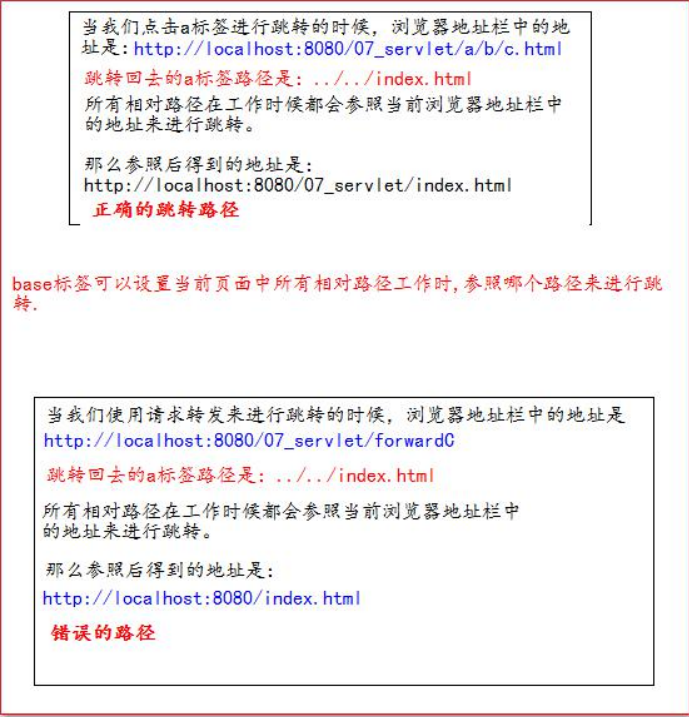 当我们点击a标签进行跳转的时候，浏览器地址栏中的地
址是：http://localhost:8080/07_servlet/a/b/c.html
跳转回去的a标签路径是：../../index.html
所有相对路径在工作时候都会参照当前浏览器地址栏中
的地址来进行跳转。
那么参照后得到的地址是：
http://localhost:8080/07_servlet/index.html
正确的跳转路径
base标签可以设置当前页面中所有相对路径工作时,参照哪个路径来进行跳
转.
当我们使用请求转发来进行跳转的时候，浏览器地址栏中的地址是
http://localhost:8080/07_servlet/forwardC
跳转回去的a标签路径是：../../index.html
所有相对路径在工作时候都会参照当前浏览器地址栏中
的地址来进行跳转。
那么参照后得到的地址是：
http://localhost:8080/index.html
错误的路径